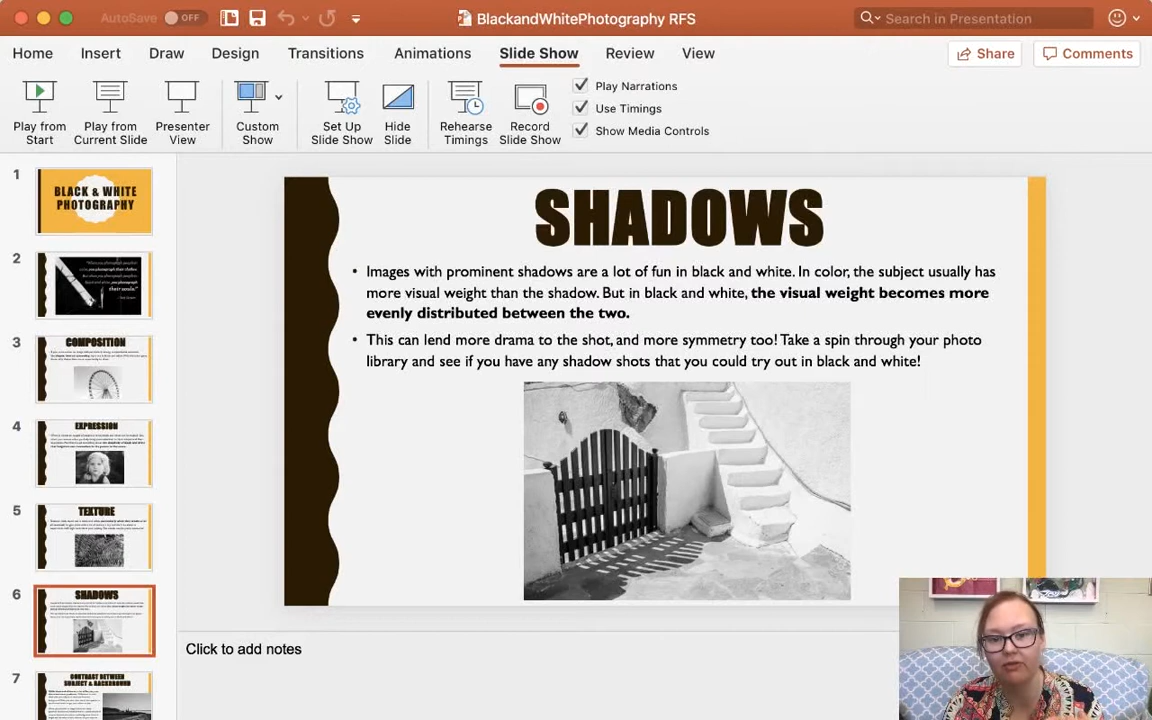 AutoSave OFF
BlackandWhitePhotography RFS
Search in Presentation
Home Insert Draw Design Transitions Animations Slide Show Review View
Share Comments
Play from Start
Play from Current Slide
Presenter View
Custom Show
Set Up Slide Show
Hide Slide
Rehearse Timings
Record Slide Show
Play Narrations
Use Timings
Show Media Controls
1
BLACK & WHITE
PHOTOGRAPHY
2
3
COMPOSITION
4
EXPRESSION
5
TEXTURE
6
SHADOWS
7
CONTRAST BETWEEN
SUBJECT & BACKGROUND
SHADOWS
• Images with prominent shadows are a lot of fun in black and white. In color, the subject usually has
more visual weight than the shadow. But in black and white, the visual weight becomes more
evenly distributed between the two.
• This can lend more drama to the shot, and more symmetry too! Take a spin through your photo
library and see if you have any shadow shots that you could try out in black and white!
Click to add notes